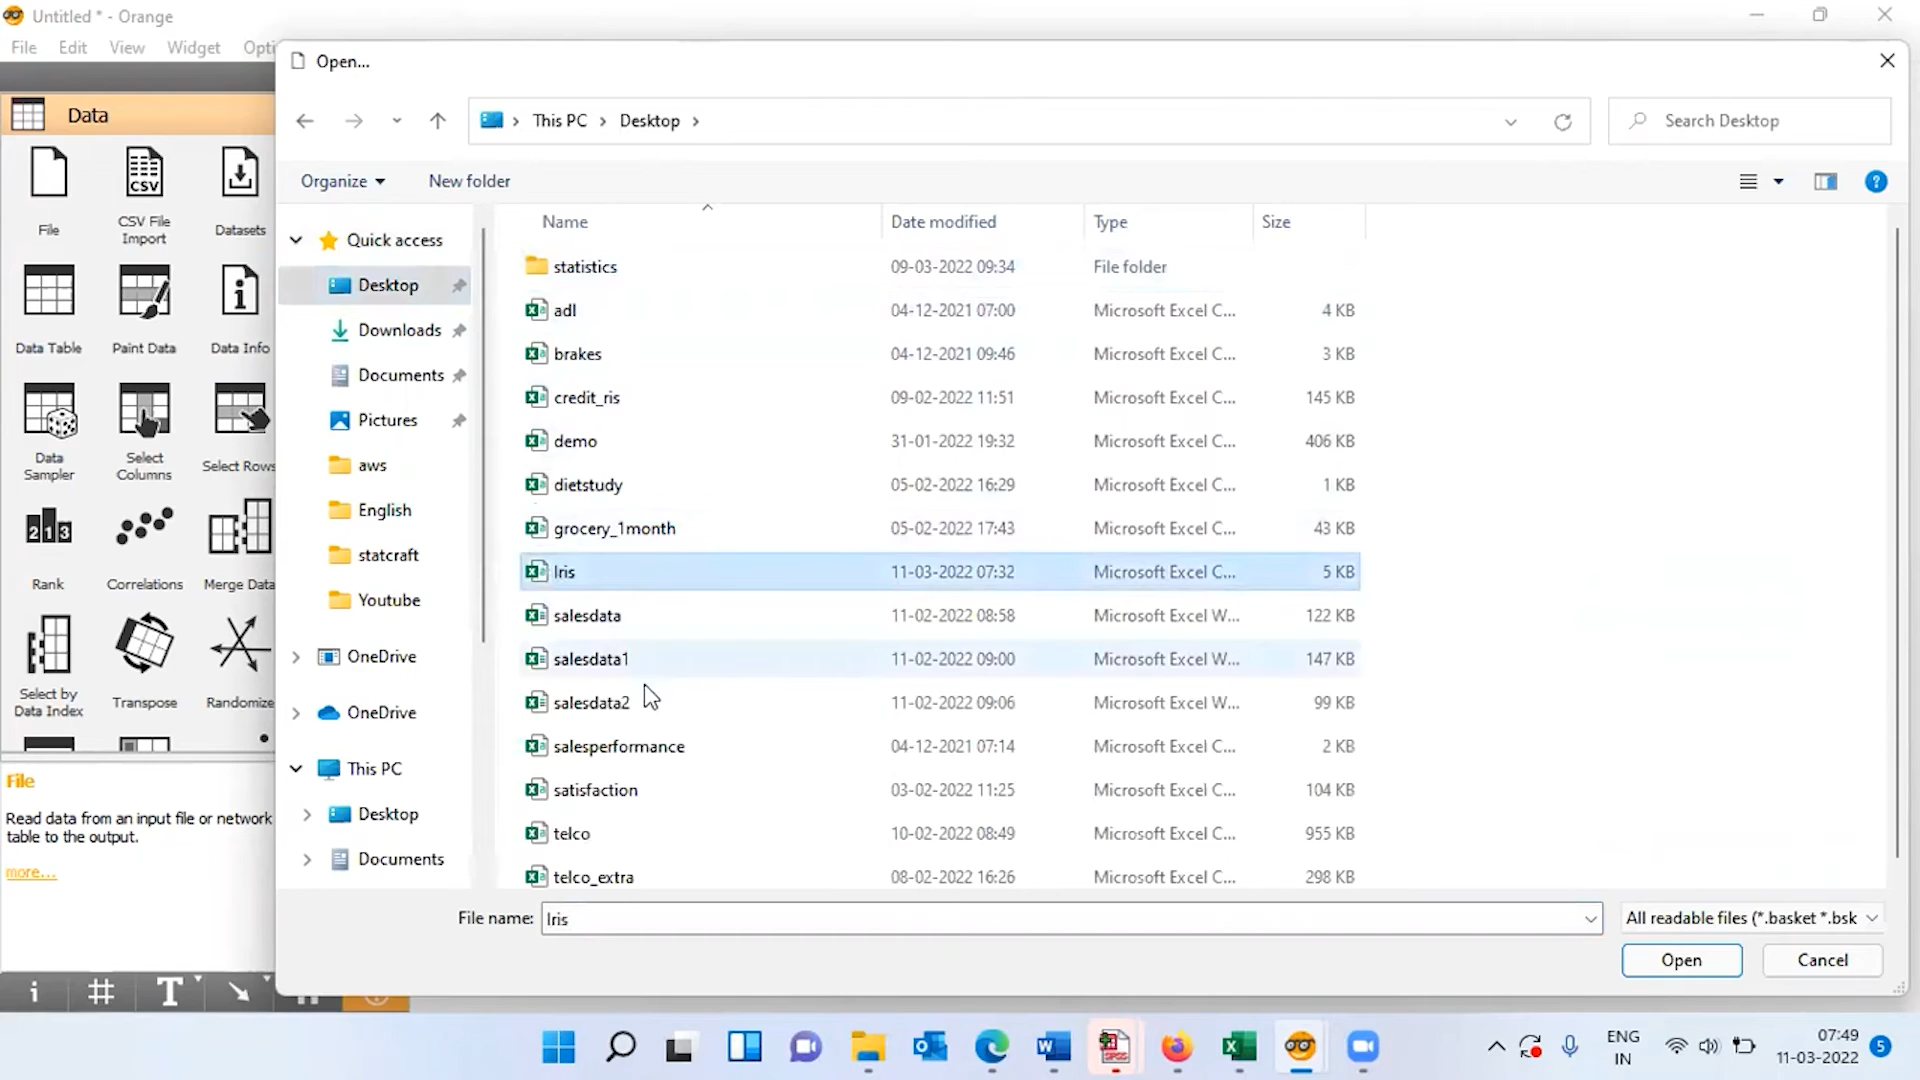 Untitled * - Orange
File Edit View Widget Opti
Open...
Data
This PC > Desktop >
Search Desktop
Organize New folder
File
CSV File Import
Datasets
Data Table
Paint Data
Data Info
Data Sampler
Select Columns
Select Rows
Rank
Correlations
Merge Data
Select by Data Index
Transpose
Randomize
File
Read data from an input file or network
table to the output.
more...
Quick access
Desktop
Downloads
Documents
Pictures
aws
English
statcraft
Youtube
OneDrive
OneDrive
This PC
Desktop
Documents
Name Date modified Type Size
statistics 09-03-2022 09:34 File folder
adl 04-12-2021 07:00 Microsoft Excel C... 4 KB
brakes 04-12-2021 09:46 Microsoft Excel C... 3 KB
credit_ris 09-02-2022 11:51 Microsoft Excel C... 145 KB
demo 31-01-2022 19:32 Microsoft Excel C... 406 KB
dietstudy 05-02-2022 16:29 Microsoft Excel C... 1 KB
grocery_1month 05-02-2022 17:43 Microsoft Excel C... 43 KB
Iris 11-03-2022 07:32 Microsoft Excel C... 5 KB
salesdata 11-02-2022 08:58 Microsoft Excel W... 122 KB
salesdata1 11-02-2022 09:00 Microsoft Excel W... 147 KB
salesdata2 11-02-2022 09:06 Microsoft Excel W... 99 KB
salesperformance 04-12-2021 07:14 Microsoft Excel C... 2 KB
satisfaction 03-02-2022 11:25 Microsoft Excel C... 104 KB
telco 10-02-2022 08:49 Microsoft Excel C... 955 KB
telco_extra 08-02-2022 16:26 Microsoft Excel C... 298 KB
File name: Iris
All readable files (*.basket *.bsk
Open Cancel
ENG
IN
07:49
11-03-2022
5